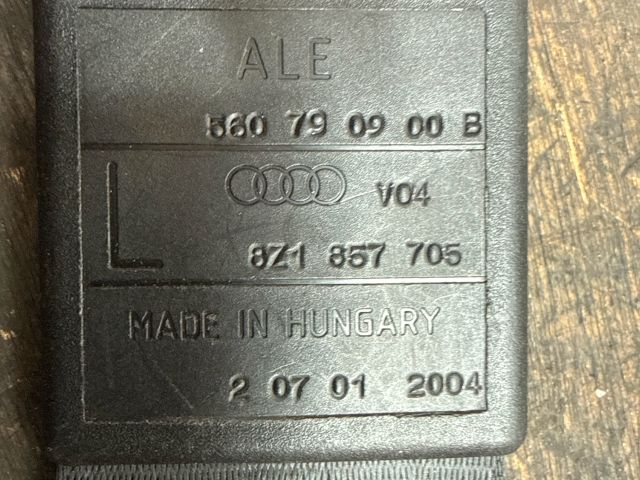 ALE
560 79 09 00 B
L V04
8Z1 857 705
MADE IN HUNGARY
2 07 01 2004